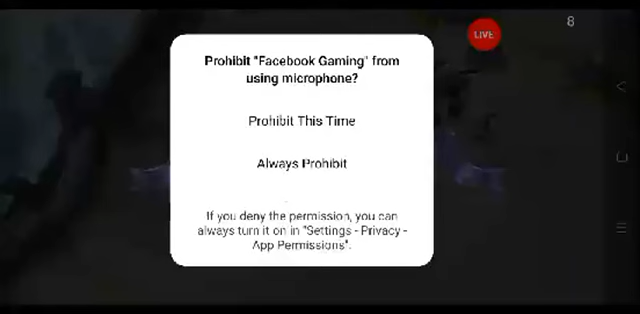 8
LIVE
Prohibit "Facebook Gaming" from
using microphone?
Prohibit This Time
Always Prohibit
If you deny the permission, you can
always turn it on in "Settings - Privacy -
App Permissions".